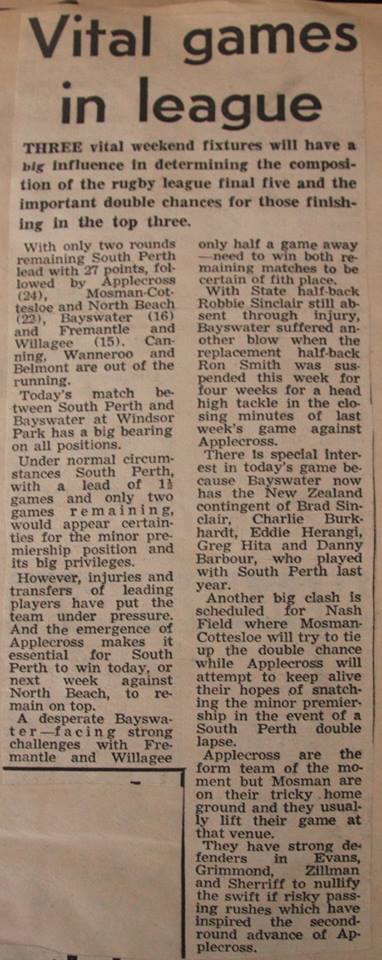 Vital games
in league
THREE vital weekend fixtures will have a
big influence in determining the composi-
tion of the rugby league final five and the
important double chances for those finish-
ing in the top three.
With only two rounds
remaining South Perth
lead with 27 points, fol-
lowed by Applecross
(24), Mosman-Cot-
tesloe and North Beach
(22), Bayswater (16)
and Fremantle and
Willagee (15). Can-
ning, Wanneroo and
Belmont are out of the
running.
Today's match be-
tween South Perth and
Bayswater at Windsor
Park has a big bearing
on all positions.
Under normal circum-
stances South Perth,
with a lead of 1½
games and only two
games remaining,
would appear certain-
ties for the minor pre-
miership position and
its big privileges.
However, injuries and
transfers of leading
players have put the
team under pressure.
And the emergence of
Applecross makes it
essential for South
Perth to win today, or
next week against
North Beach, to re-
main on top.
A desperate Bayswa-
ter—facing strong
challenges with Fre-
mantle and Willagee
only half a game away
—need to win both re-
maining matches to be
certain of fith place.
With State half-back
Robbie Sinclair still ab-
sent through injury,
Bayswater suffered an-
other blow when the
replacement half-back
Ron Smith was sus-
pended this week for
four weeks for a head
high tackle in the clo-
sing minutes of last
week's game against
Applecross.
There is special inter-
est in today's game be-
cause Bayswater now
has the New Zealand
contingent of Brad Sin-
clair, Charlie Burk-
hardt, Eddie Herangi,
Greg Hita and Danny
Barbour, who played
with South Perth last
year.
Another big clash is
scheduled for Nash
Field where Mosman-
Cottesloe will try to tie
up the double chance
while Applecross will
attempt to keep alive
their hopes of snatch-
ing the minor premier-
ship in the event of a
South Perth double
lapse.
Applecross are the
form team of the mo-
ment but Mosman are
on their tricky home
ground and they usual-
ly lift their game at
that venue.
They have strong de-
fenders in Evans,
Grimmond, Zillman
and Sherriff to nullify
the swift if risky pass-
ing rushes which have
inspired the second-
round advance of Ap-
plecross.